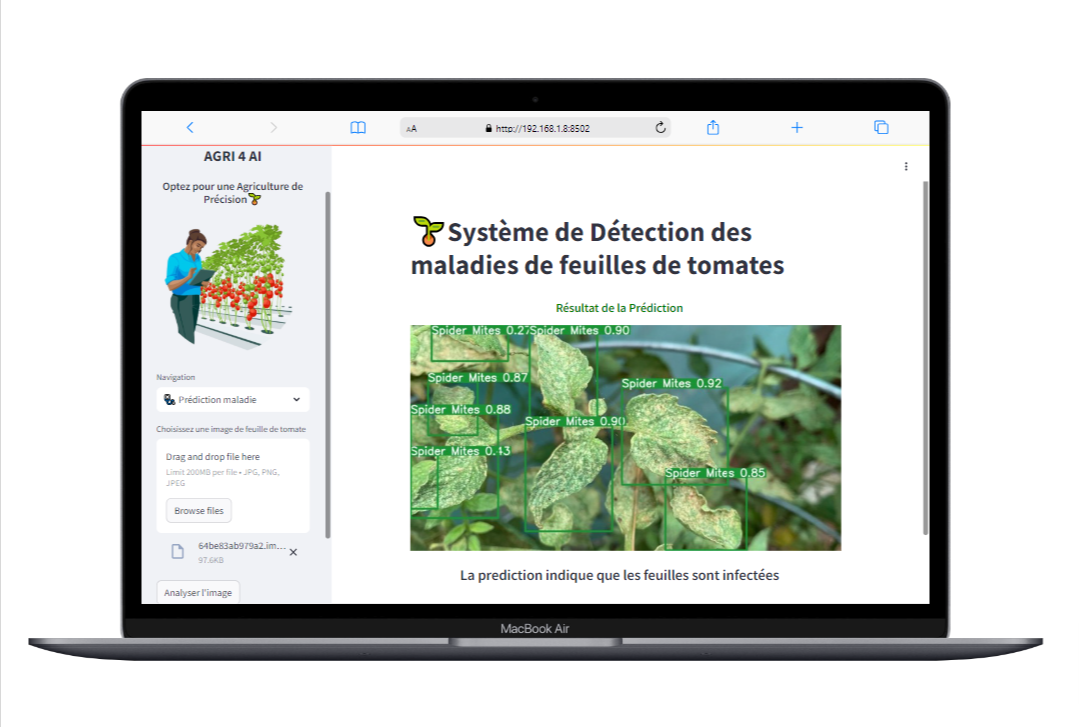 AA
http://192.168.1.8:8502
AGRI 4 AI
Optez pour une Agriculture de
Précision
Navigation
Prédiction maladie
Choisissez une image de feuille de tomate
Drag and drop file here
Limit 200MB per file • JPG, PNG,
JPEG
Browse files
64be83ab979a2.im...
97.6KB
Analyser l'image
Système de Détection des
maladies de feuilles de tomates
Résultat de la Prédiction
Spider Mites 0.27
Spider Mites 0.90
Spider Mites 0.87
Spider Mites 0.92
Spider Mites 0.88
Spider Mites 0.90
Spider Mites 0.43
Spider Mites 0.85
La prediction indique que les feuilles sont infectées
MacBook Air